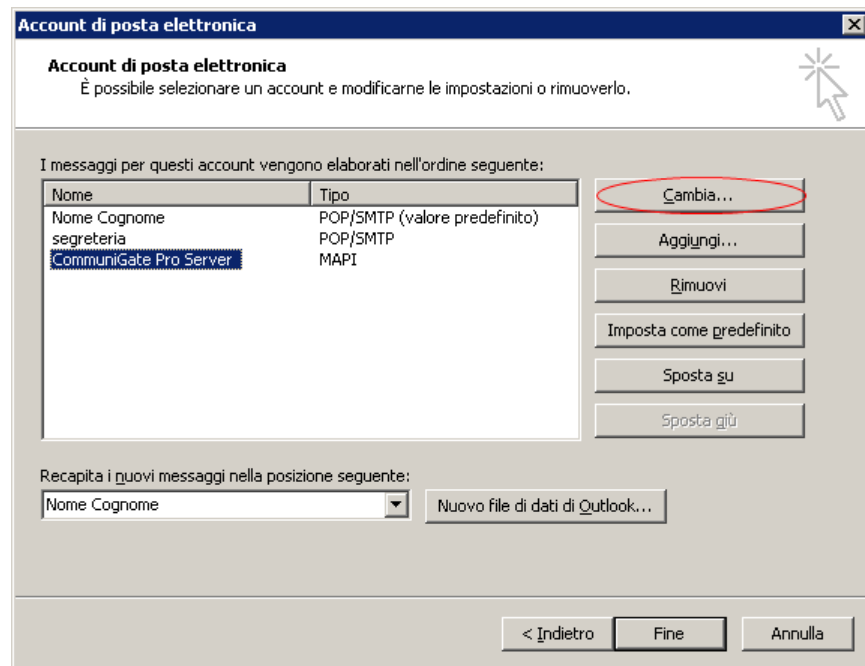 Account di posta elettronica
Account di posta elettronica
È possibile selezionare un account e modificarne le impostazioni o rimuoverlo.
I messaggi per questi account vengono elaborati nell'ordine seguente:
Nome Tipo
Nome Cognome POP/SMTP (valore predefinito)
segreteria POP/SMTP
CommuniGate Pro Server MAPI
Cambia...
Aggiungi...
Rimuovi
Imposta come predefinito
Sposta su
Sposta giù
Recapita i nuovi messaggi nella posizione seguente:
Nome Cognome
Nuovo file di dati di Outlook...
< Indietro
Fine
Annulla